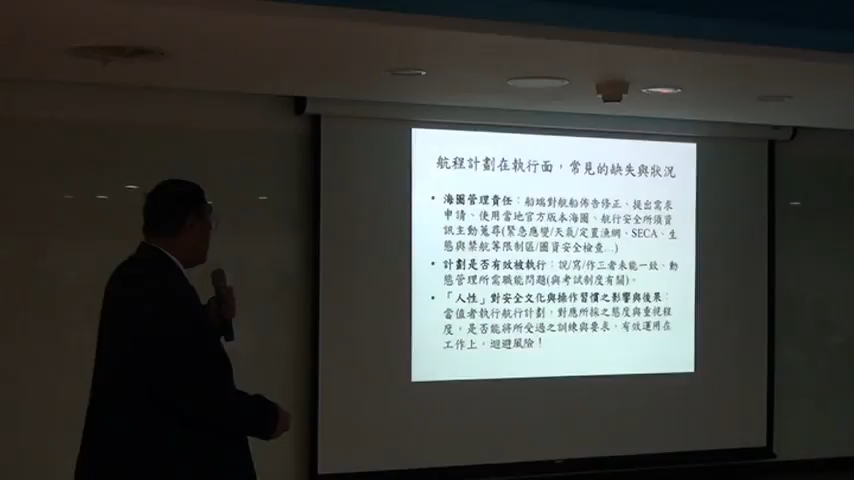 航程計劃在執行面，常見的缺失與狀況
• 海圖管理責任：船端對航船佈告修正、提出需求
申請、使用當地官方版本海圖、航行安全所須資
訊主動蒐尋(緊急應變/天氣/定置漁網、SECA、生
態與禁航等限制區/圖資安全檢查…)
• 計劃是否有效被執行：說/寫/作三者未能一致、動
態管理所需職能問題(與考試制度有關)。
• 「人性」對安全文化與操作習慣之影響與後果：
當值者執行航行計劃，對應所採之態度與重視程
度，是否能將所受過之訓練與要求，有效運用在
工作上，迴避風險！